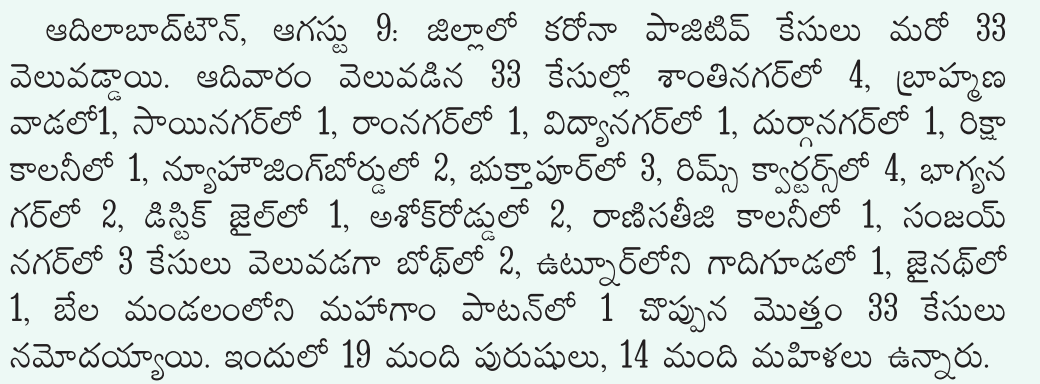 ఆదిలాబాద్‌టౌన్, ఆగస్టు 9: జిల్లాలో కరోనా పాజిటివ్ కేసులు మరో 33
వెలువడ్డాయి. ఆదివారం వెలువడిన 33 కేసుల్లో శాంతినగర్‌లో 4, బ్రాహ్మణ
వాడలో1, సాయినగర్‌లో 1, రాంనగర్‌లో 1, విద్యానగర్‌లో 1, దుర్గానగర్‌లో 1, రిక్షా
కాలనీలో 1, న్యూహౌజింగ్‌బోర్డులో 2, భుక్తాపూర్‌లో 3, రిమ్స్ క్వార్టర్స్‌లో 4, భాగ్యన
గర్‌లో 2, డిస్టిక్ జైల్‌లో 1, అశోక్‌రోడ్డులో 2, రాణిసతీజి కాలనీలో 1, సంజయ్
నగర్‌లో 3 కేసులు వెలువడగా బోథ్‌లో 2, ఉట్నూర్‌లోని గాదిగూడలో 1, జైనథ్‌లో
1, బేల మండలంలోని మహాగాం పాటన్‌లో 1 చొప్పున మొత్తం 33 కేసులు
నమోదయ్యాయి. ఇందులో 19 మంది పురుషులు, 14 మంది మహిళలు ఉన్నారు.